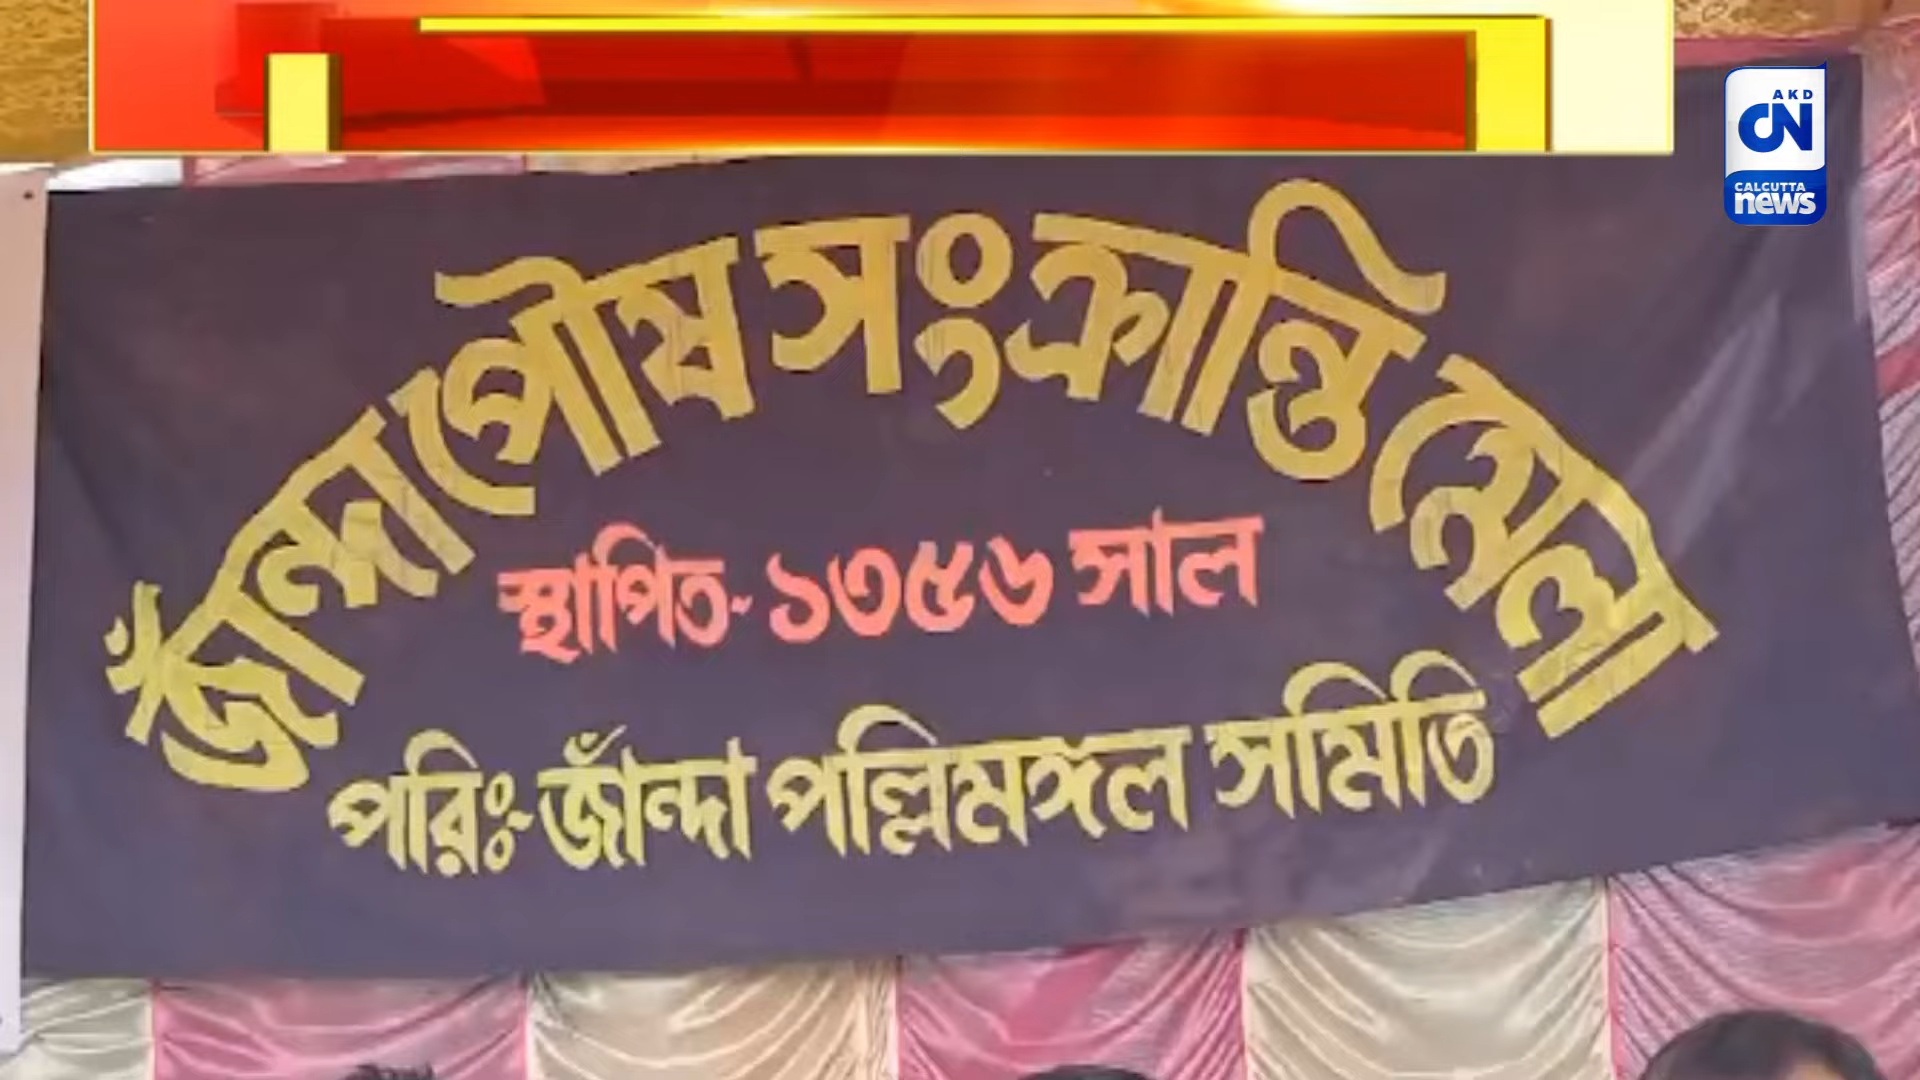 AKD
CN
CALCUTTA
news
জাঁন্দা পৌষ সংক্রান্তি মেলা
স্থাপিত-১৩৫৬ সাল
পরিঃ-জাঁন্দা পল্লিমঙ্গল সমিতি